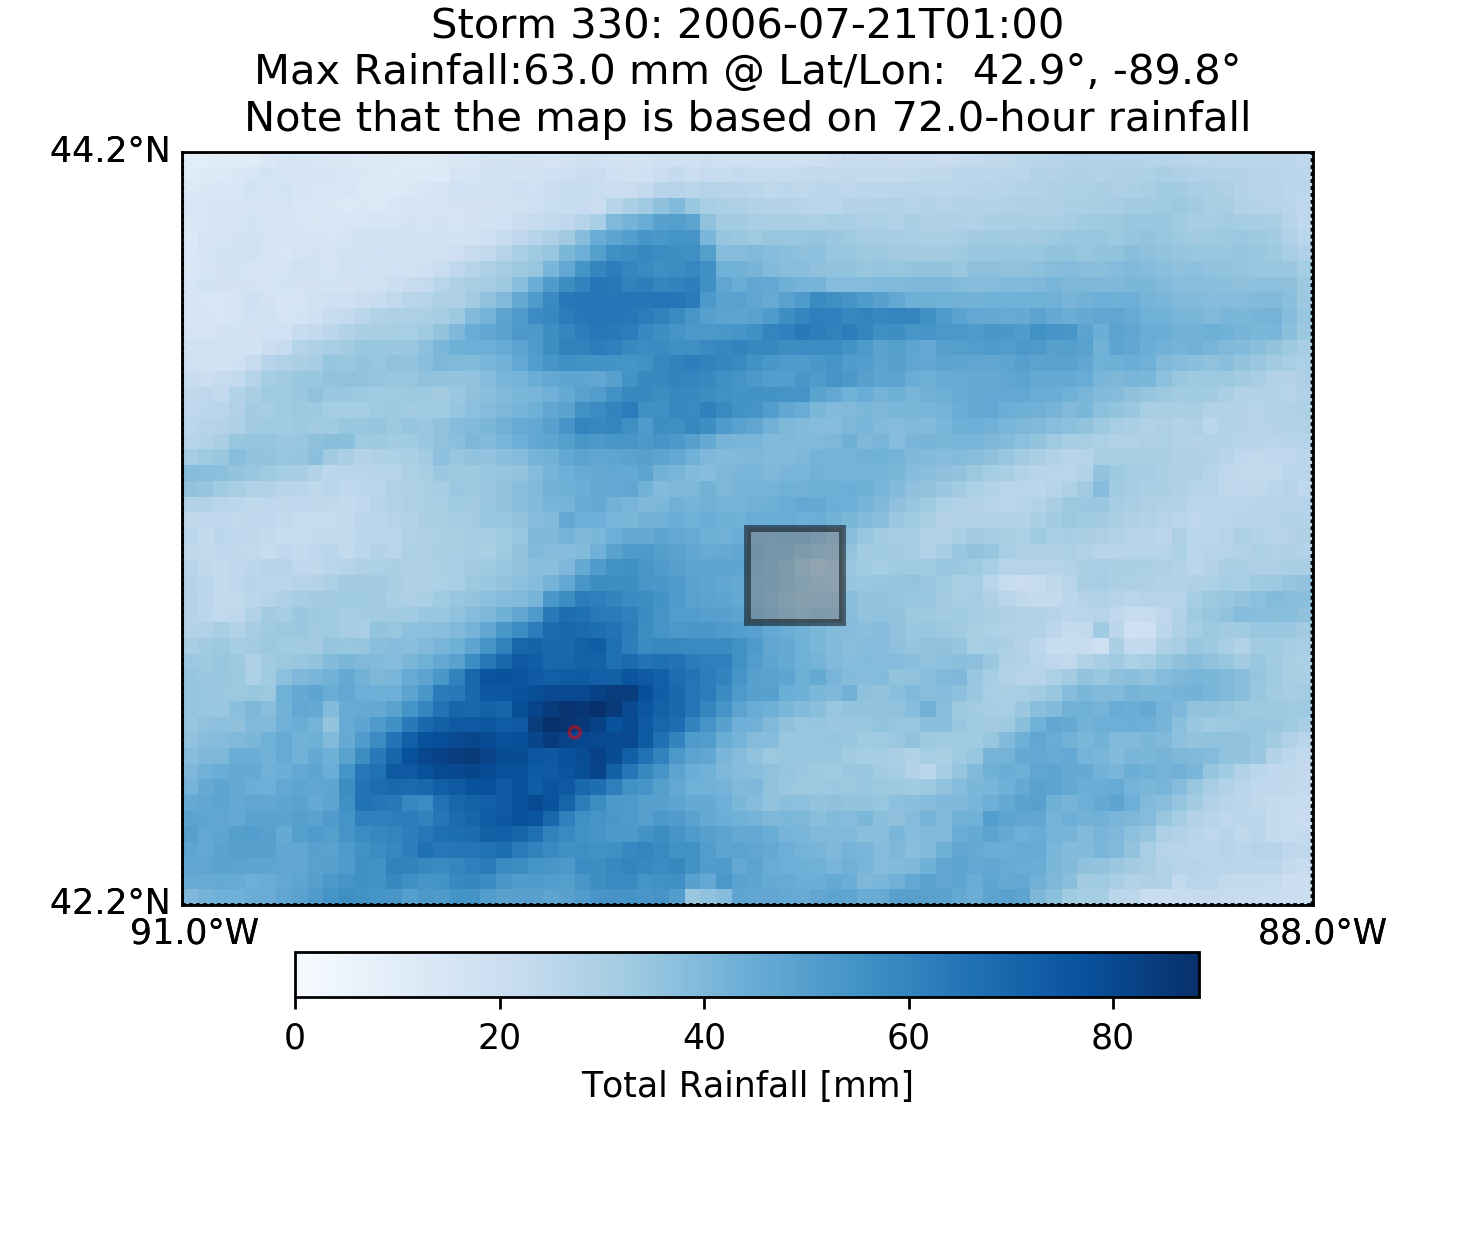 Storm 330: 2006-07-21T01:00
Max Rainfall:63.0 mm @ Lat/Lon:  42.9°, -89.8°
Note that the map is based on 72.0-hour rainfall
44.2°N
42.2°N
91.0°W 88.0°W
0 20 40 60 80
Total Rainfall [mm]